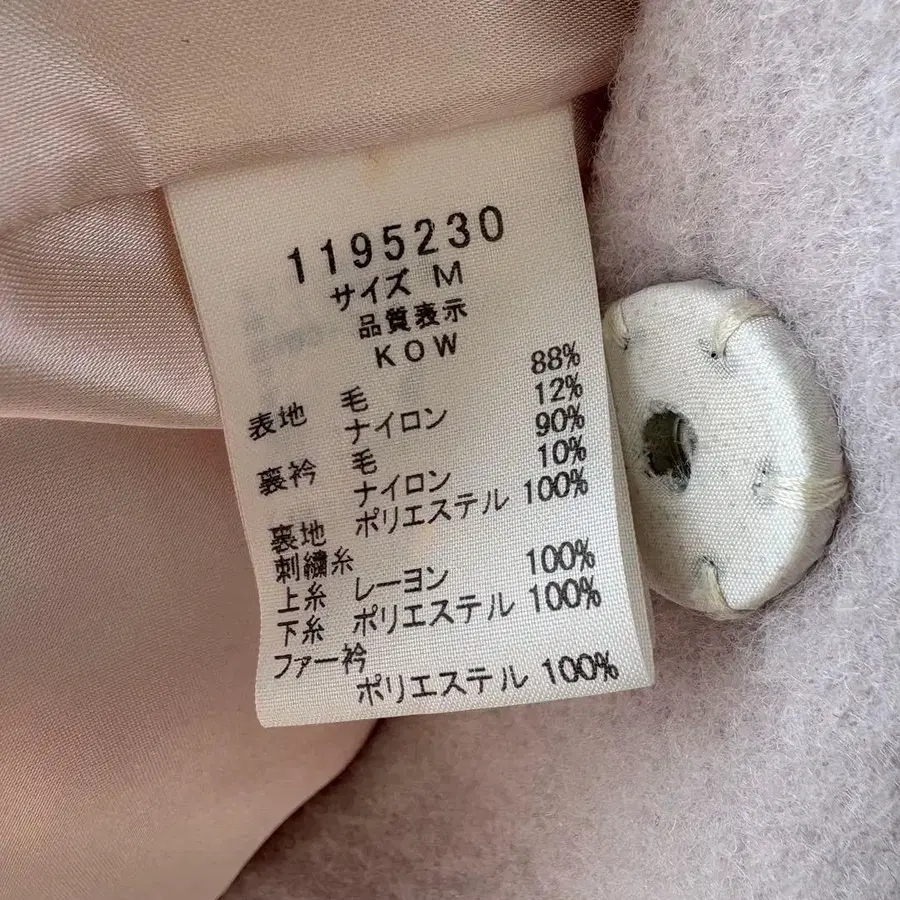 1195230
サイズ M
品質表示
KOW
表地 毛 88%
ナイロン 12%
裏衿 毛 90%
ナイロン 10%
裏地 ポリエステル 100%
刺繍糸
上糸 レーヨン 100%
下糸 ポリエステル 100%
ファー衿
ポリエステル 100%